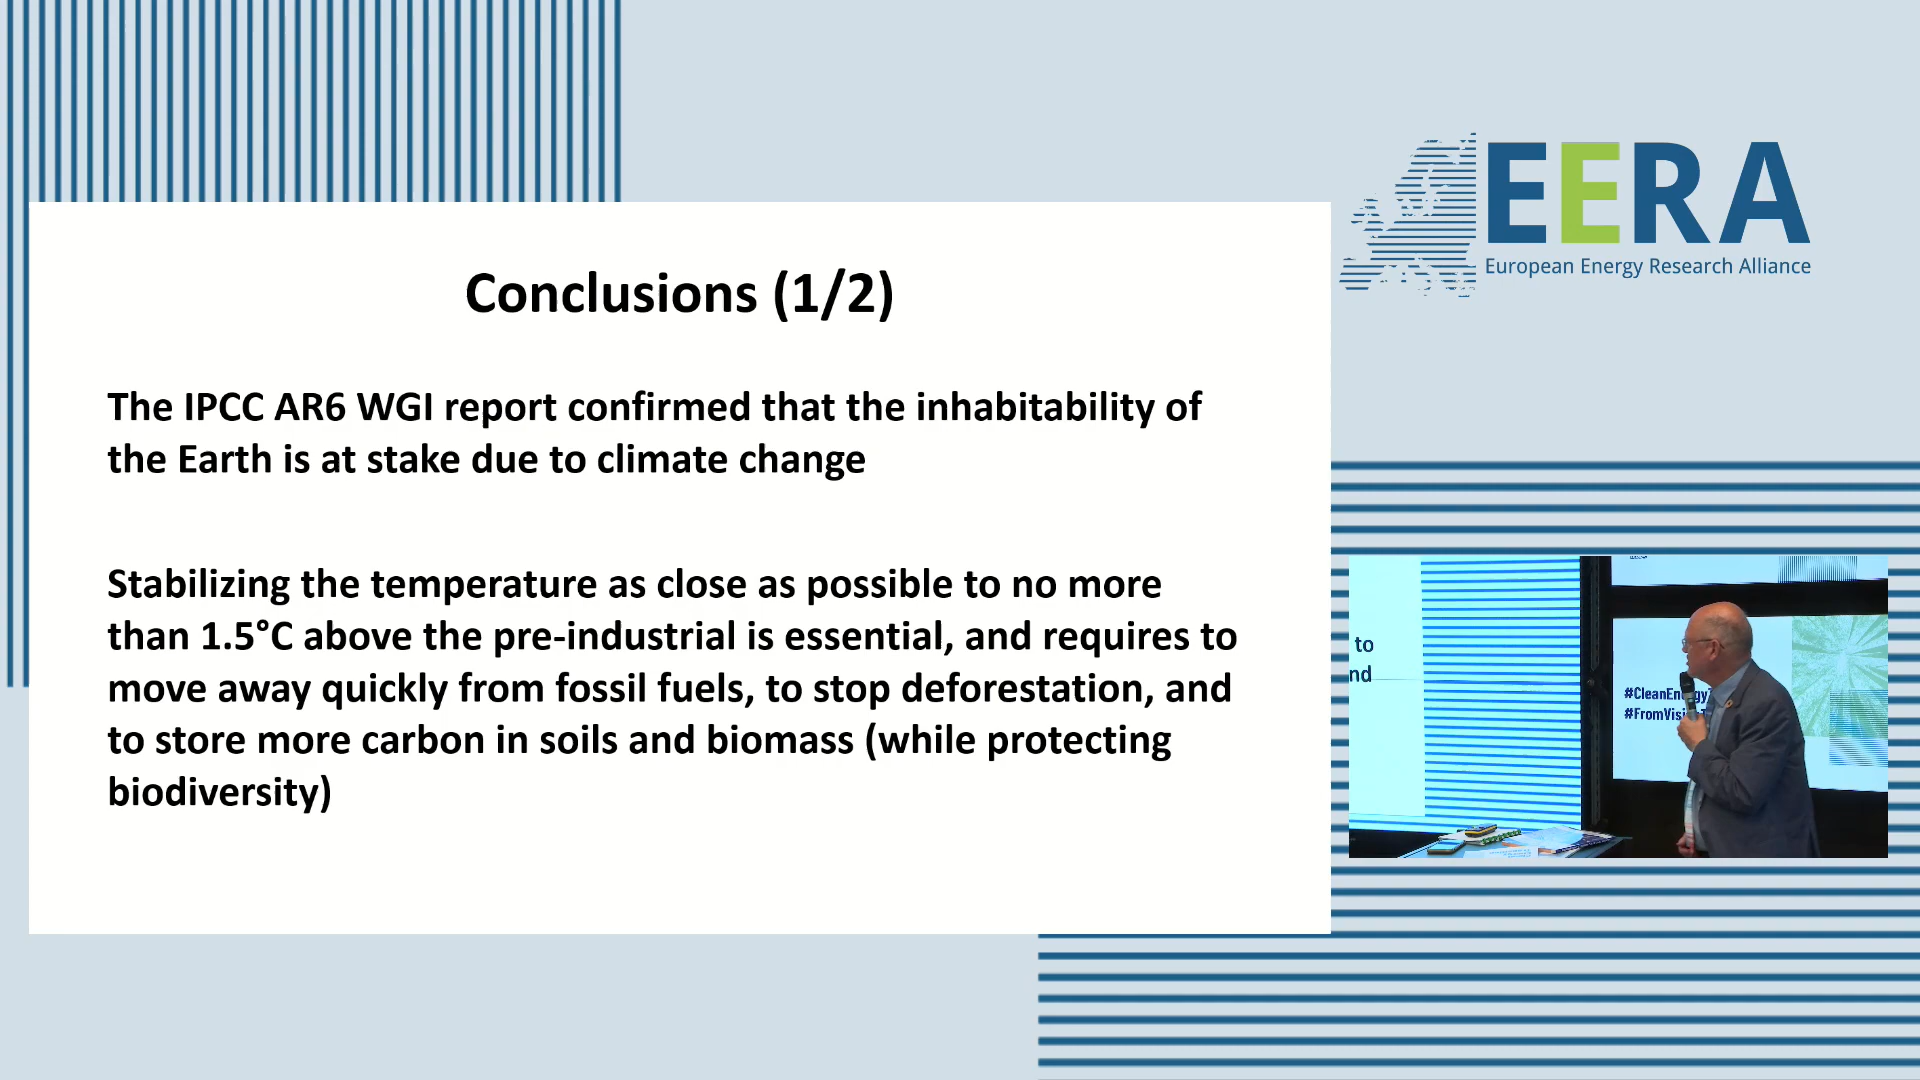 EERA
European Energy Research Alliance
Conclusions (1/2)
The IPCC AR6 WGI report confirmed that the inhabitability of
the Earth is at stake due to climate change
Stabilizing the temperature as close as possible to no more
than 1.5°C above the pre-industrial is essential, and requires to
move away quickly from fossil fuels, to stop deforestation, and
to store more carbon in soils and biomass (while protecting
biodiversity)
to
nd